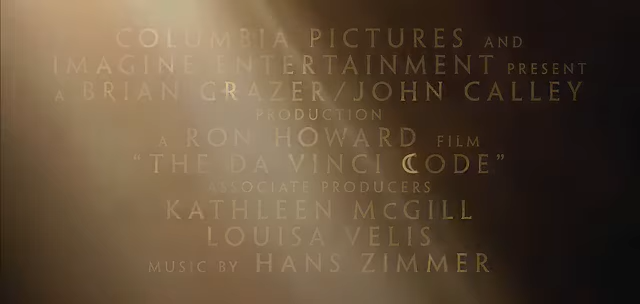 COLUMBIA PICTURES AND
IMAGINE ENTERTAINMENT PRESENT
A BRIAN GRAZER/JOHN CALLEY
PRODUCTION
A RON HOWARD FILM
"THE DA VINCI CODE"
ASSOCIATE PRODUCERS
KATHLEEN MCGILL
LOUISA VELIS
MUSIC BY HANS ZIMMER